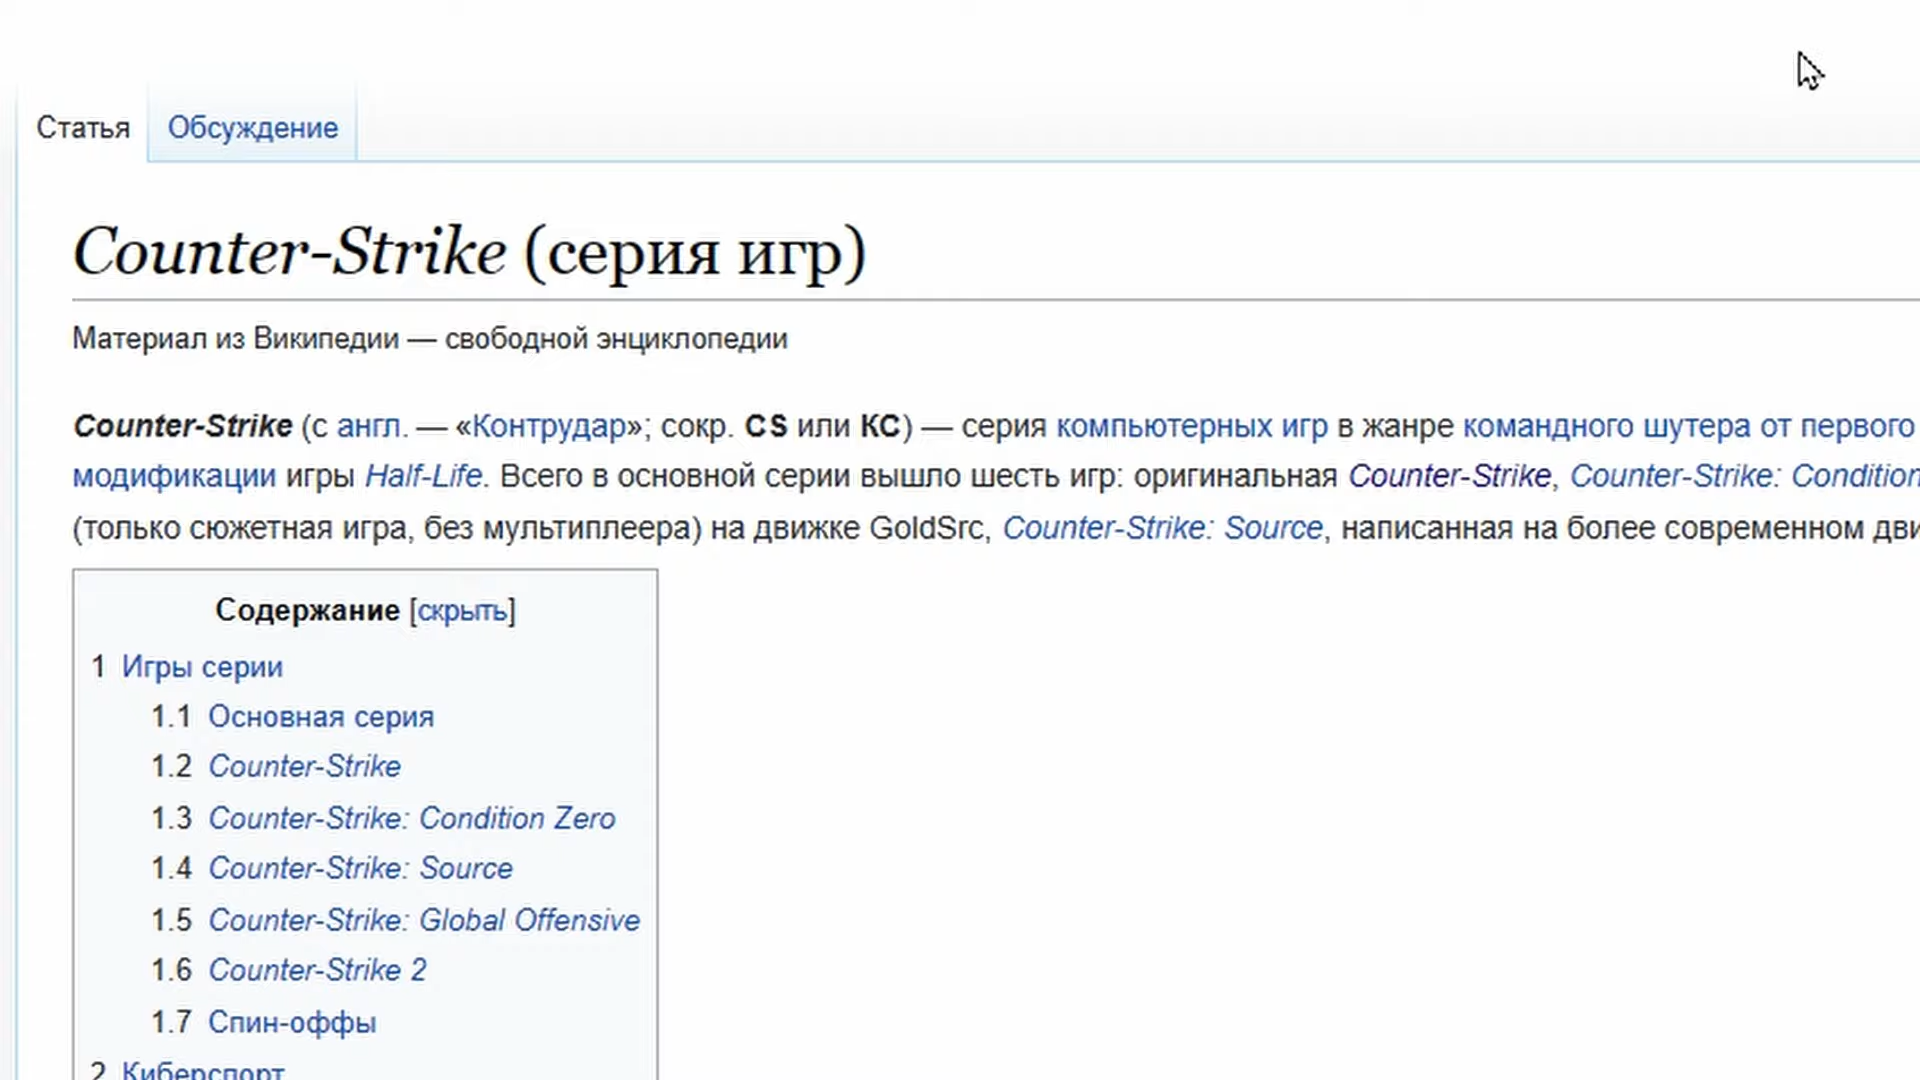 Статья Обсуждение
Counter-Strike (серия игр)
Материал из Википедии — свободной энциклопедии
Counter-Strike (с англ. — «Контрудар»; сокр. CS или КС) — серия компьютерных игр в жанре командного шутера от первого
модификации игры Half-Life. Всего в основной серии вышло шесть игр: оригинальная Counter-Strike, Counter-Strike: Condition
(только сюжетная игра, без мультиплеера) на движке GoldSrc, Counter-Strike: Source, написанная на более современном дви
Содержание [скрыть]
1 Игры серии
1.1 Основная серия
1.2 Counter-Strike
1.3 Counter-Strike: Condition Zero
1.4 Counter-Strike: Source
1.5 Counter-Strike: Global Offensive
1.6 Counter-Strike 2
1.7 Спин-оффы
2 Киберспорт